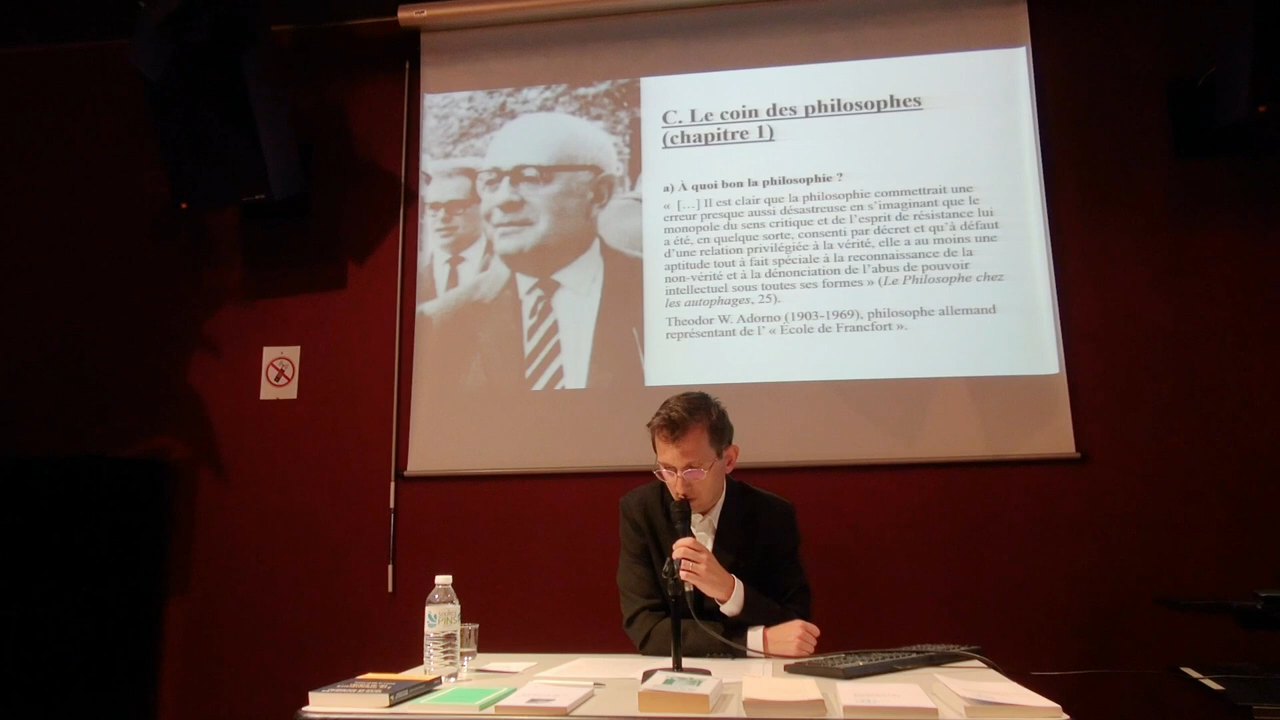 C. Le coin des philosophes
(chapitre 1)
a) À quoi bon la philosophie ?
« […] Il est clair que la philosophie commettrait une
erreur presque aussi désastreuse en s’imaginant que le
monopole du sens critique et de l’esprit de résistance lui
a été, en quelque sorte, consenti par décret et qu’à défaut
d’une relation privilégiée à la vérité, elle a au moins une
aptitude tout à fait spéciale à la reconnaissance de la
non-vérité et à la dénonciation de l’abus de pouvoir
intellectuel sous toutes ses formes » (Le Philosophe chez
les autophages, 25).
Theodor W. Adorno (1903-1969), philosophe allemand
représentant de l’ « École de Francfort ».